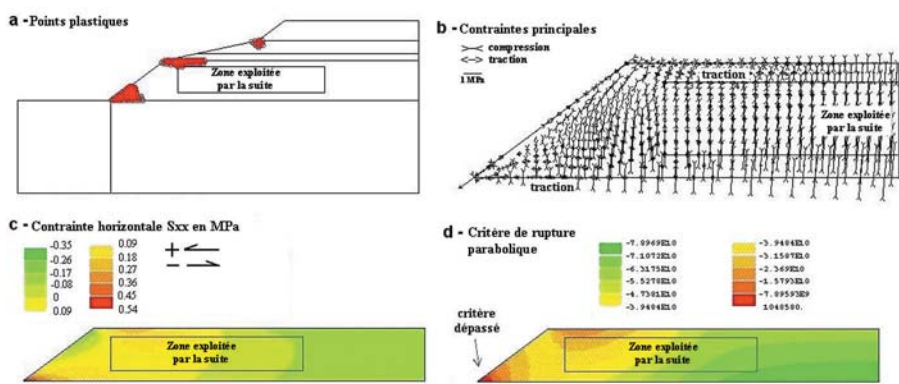 a - Points plastiques
Zone exploitée
par la suite
b - Contraintes principales
compression
traction
1 MPa
traction
Zone exploitée
par la suite
traction
c - Contrainte horizontale Sxx en MPa
-0.35
-0.26
-0.17
-0.08
0
0.09
0.09
0.18
0.27
0.36
0.45
0.54
+
-
Zone exploitée
par la suite
d - Critère de rupture
parabolique
-7.8969E10
-7.1072E10
-6.3175E10
-5.5278E10
-4.7381E10
-3.9484E10
-3.9484E10
-3.1587E10
-2.369E10
-1.5793E10
-7.89593E9
1048580.
critère
dépassé
Zone exploitée
par la suite